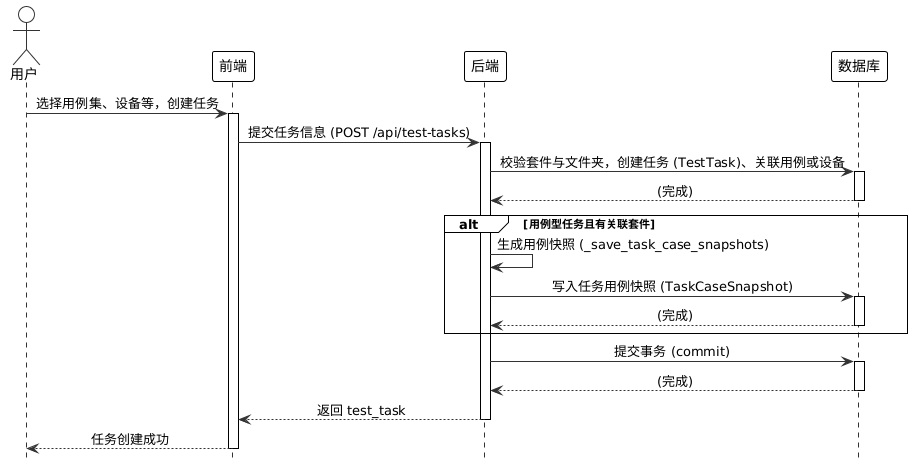 用户
前端
后端
数据库
选择用例集、设备等，创建任务
提交任务信息 (POST /api/test-tasks)
校验套件与文件夹，创建任务 (TestTask)、关联用例或设备
(完成)
alt [用例型任务且有关联套件]
生成用例快照 (_save_task_case_snapshots)
写入任务用例快照 (TaskCaseSnapshot)
(完成)
提交事务 (commit)
(完成)
返回 test_task
任务创建成功